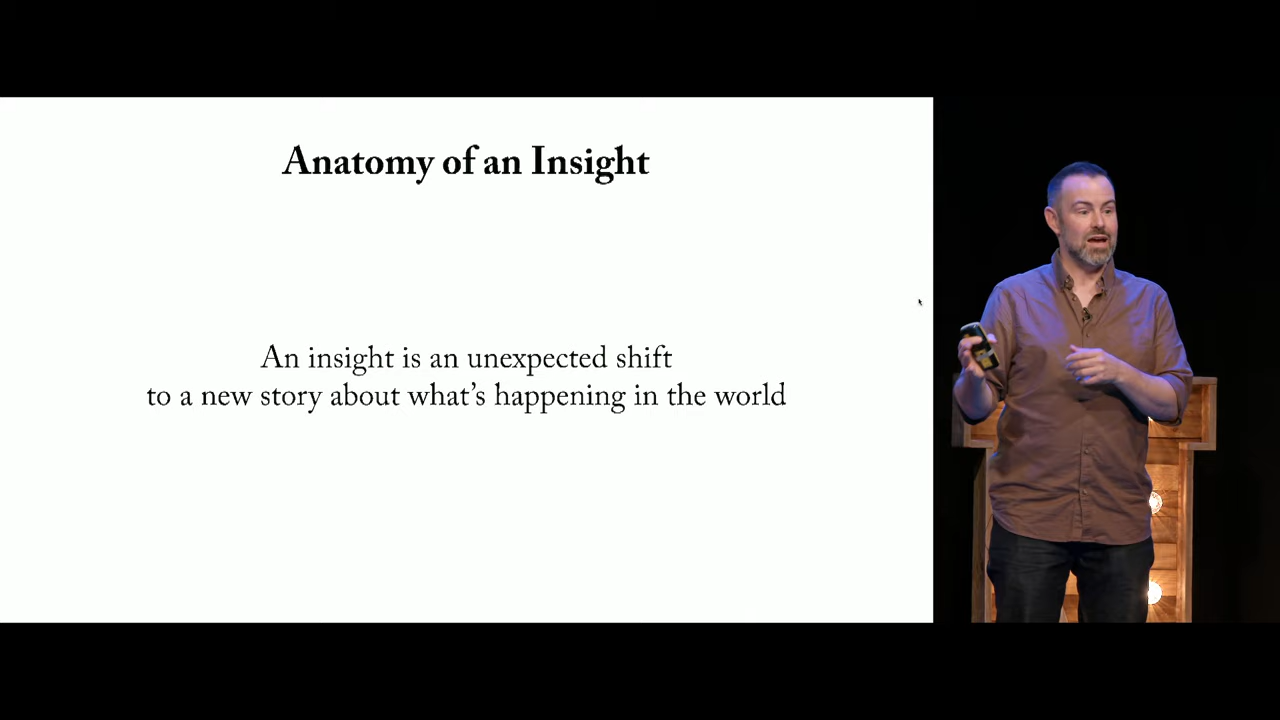 Anatomy of an Insight
An insight is an unexpected shift
to a new story about what's happening in the world